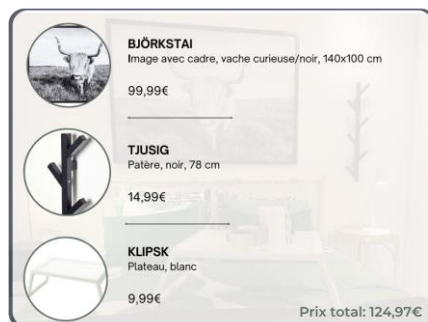 BJÖRKSTAI
Image avec cadre, vache curieuse/noir, 140x100 cm
99,99€
TJUSIG
Patère, noir, 78 cm
14,99€
KLIPSK
Plateau, blanc
9,99€
Prix total: 124,97€